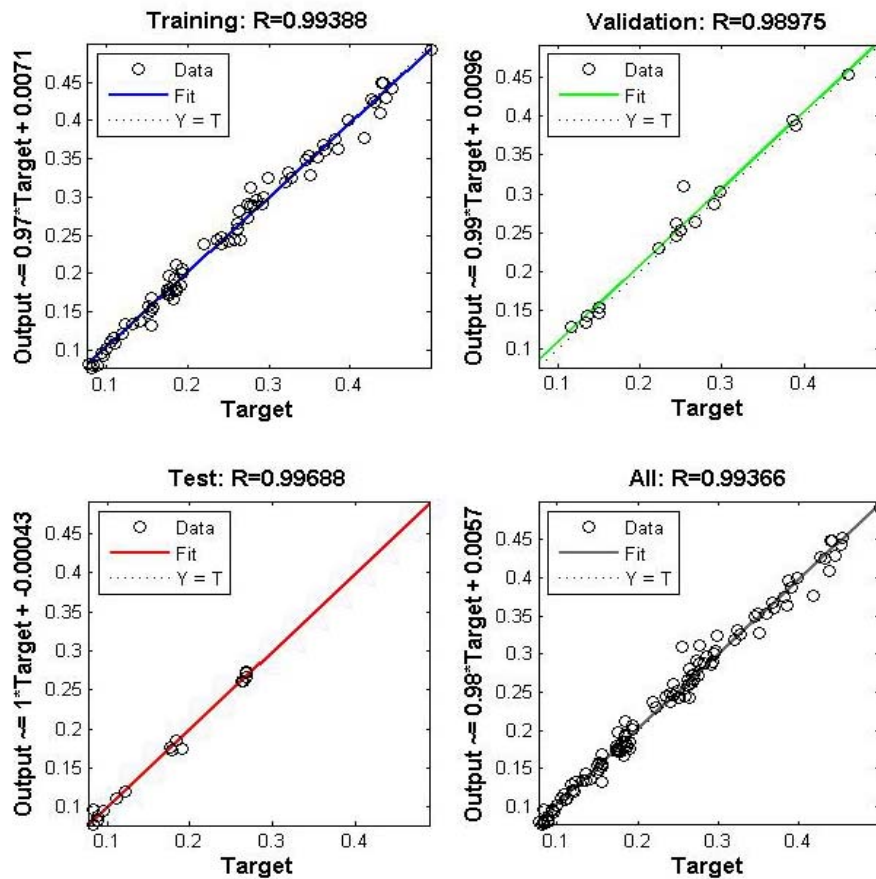 Training: R=0.99388
Output ~= 0.97*Target + 0.0071
Data
Fit
Y = T
0.45
0.4
0.35
0.3
0.25
0.2
0.15
0.1
0.1
0.2
0.3
0.4
Target
Validation: R=0.98975
Output ~= 0.99*Target + 0.0096
Data
Fit
Y = T
0.45
0.4
0.35
0.3
0.25
0.2
0.15
0.1
0.1
0.2
0.3
0.4
Target
Test: R=0.99688
Output ~= 1*Target + -0.00043
Data
Fit
Y = T
0.45
0.4
0.35
0.3
0.25
0.2
0.15
0.1
0.1
0.2
0.3
0.4
Target
All: R=0.99366
Output ~= 0.98*Target + 0.0057
Data
Fit
Y = T
0.45
0.4
0.35
0.3
0.25
0.2
0.15
0.1
0.1
0.2
0.3
0.4
Target